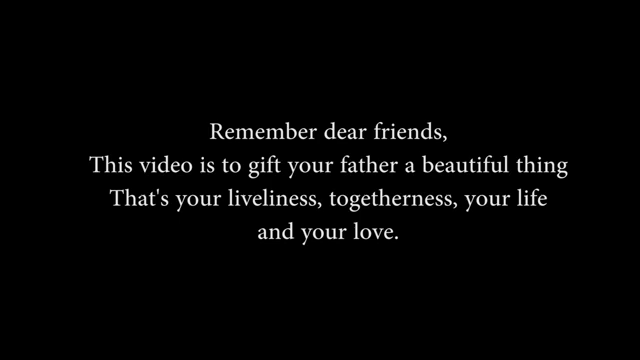 Remember dear friends,
This video is to gift your father a beautiful thing
That's your liveliness, togetherness, your life
and your love.